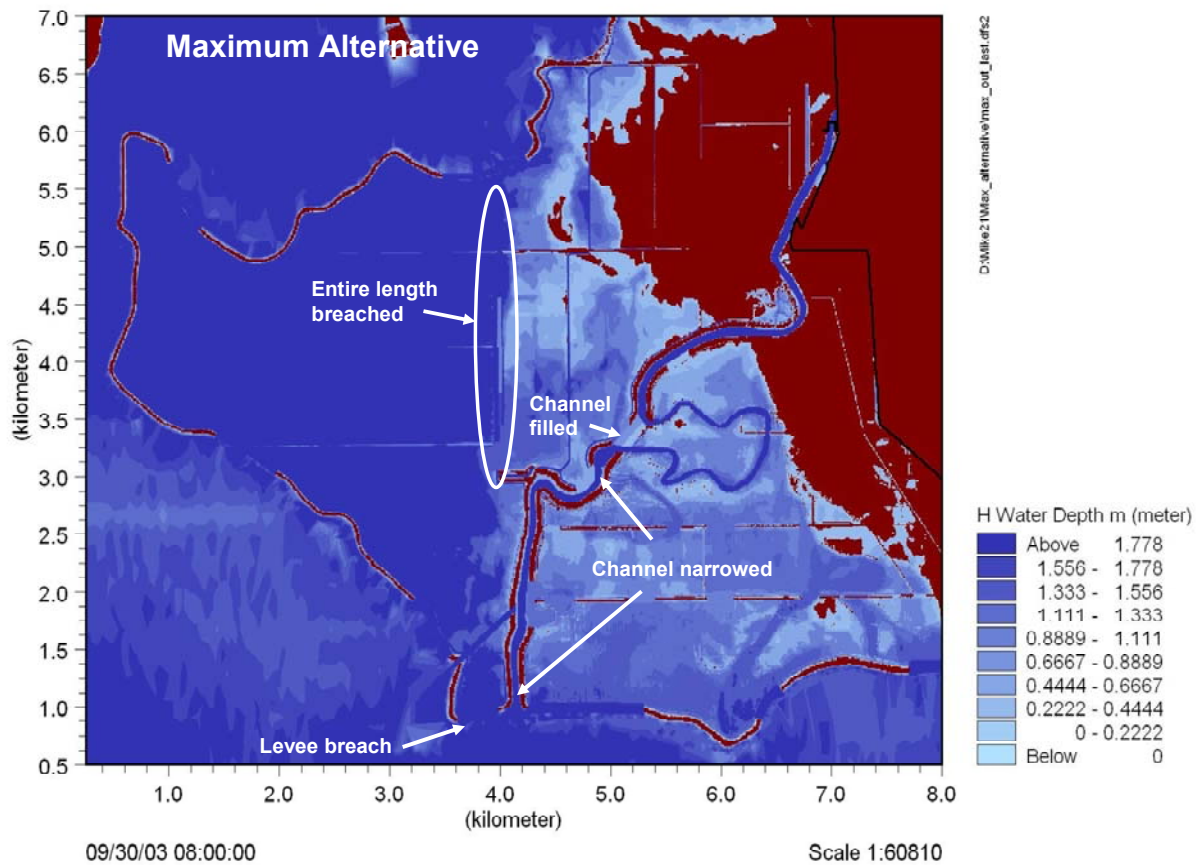 Maximum Alternative
D:\Mike21\Max_alternative\max_out_last.dfs2
7.0
6.5
6.0
5.5
5.0
4.5
4.0
3.5
3.0
2.5
2.0
1.5
1.0
0.5
(kilometer)
Entire length
breached
Channel
filled
Channel narrowed
Levee breach
1.0 2.0 3.0 4.0 5.0 6.0 7.0 8.0
(kilometer)
H Water Depth m (meter)
Above 1.778
1.556 - 1.778
1.333 - 1.556
1.111 - 1.333
0.8889 - 1.111
0.6667 - 0.8889
0.4444 - 0.6667
0.2222 - 0.4444
0 - 0.2222
Below 0
09/30/03 08:00:00 Scale 1:60810